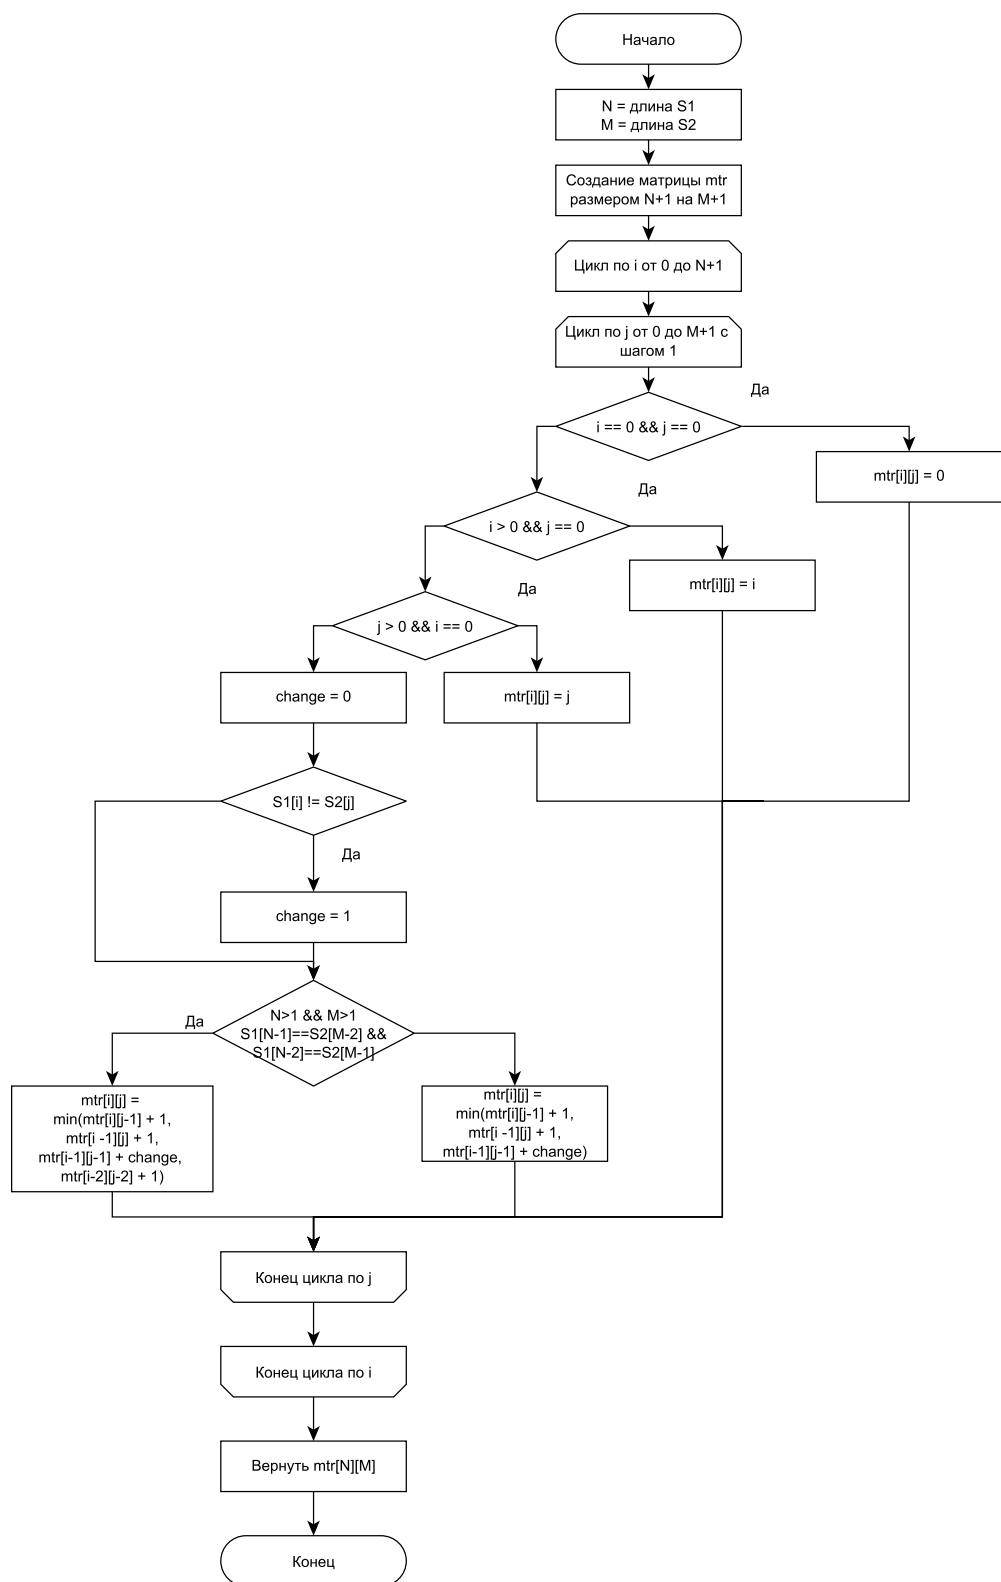 Начало
N = длина S1
M = длина S2
Создание матрицы mtr
размером N+1 на M+1
Цикл по i от 0 до N+1
Цикл по j от 0 до M+1 с
шагом 1
Да
i == 0 && j == 0
mtr[i][j] = 0
Да
i > 0 && j == 0
mtr[i][j] = i
Да
j > 0 && i == 0
change = 0
mtr[i][j] = j
S1[i] != S2[j]
Да
change = 1
Да
N>1 && M>1
S1[N-1]==S2[M-2] &&
S1[N-2]==S2[M-1]
mtr[i][j] =
min(mtr[i][j-1] + 1,
mtr[i -1][j] + 1,
mtr[i-1][j-1] + change,
mtr[i-2][j-2] + 1)
mtr[i][j] =
min(mtr[i][j-1] + 1,
mtr[i -1][j] + 1,
mtr[i-1][j-1] + change)
Конец цикла по j
Конец цикла по i
Вернуть mtr[N][M]
Конец